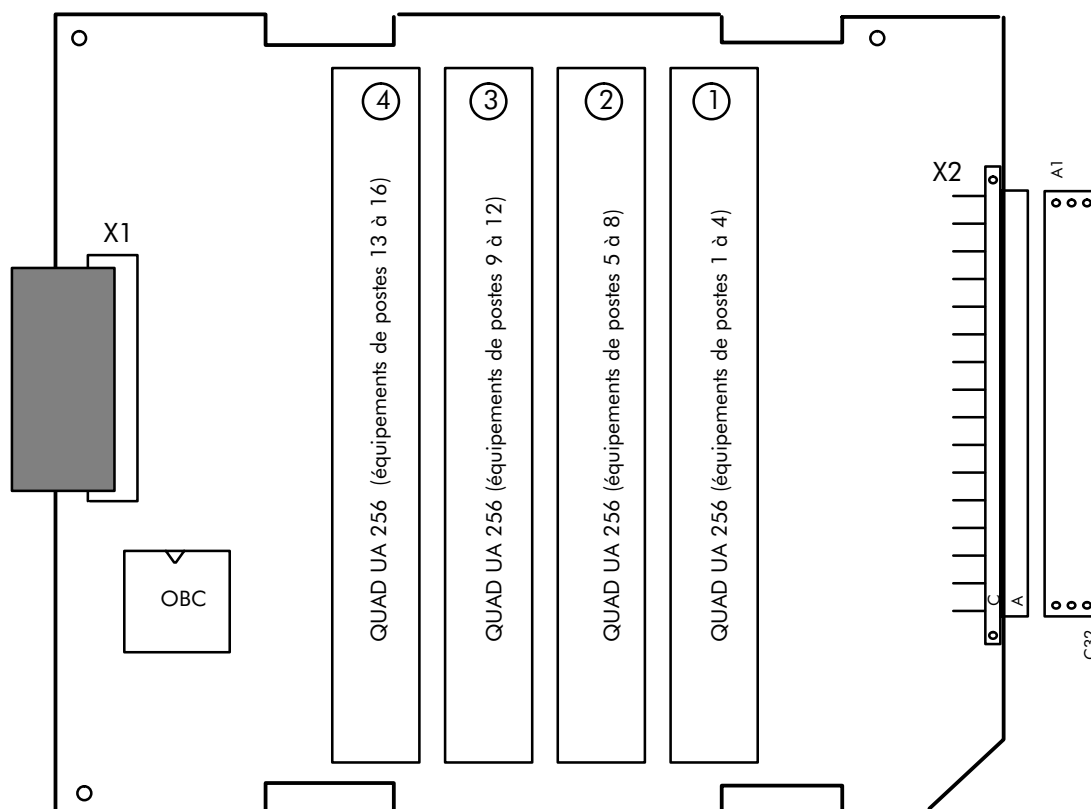 4
3
2
1
X2
A1
X1
QUAD UA 256 (équipements de postes 13 à 16)
QUAD UA 256 (équipements de postes 9 à 12)
QUAD UA 256 (équipements de postes 5 à 8)
QUAD UA 256 (équipements de postes 1 à 4)
OBC
C
A
C32